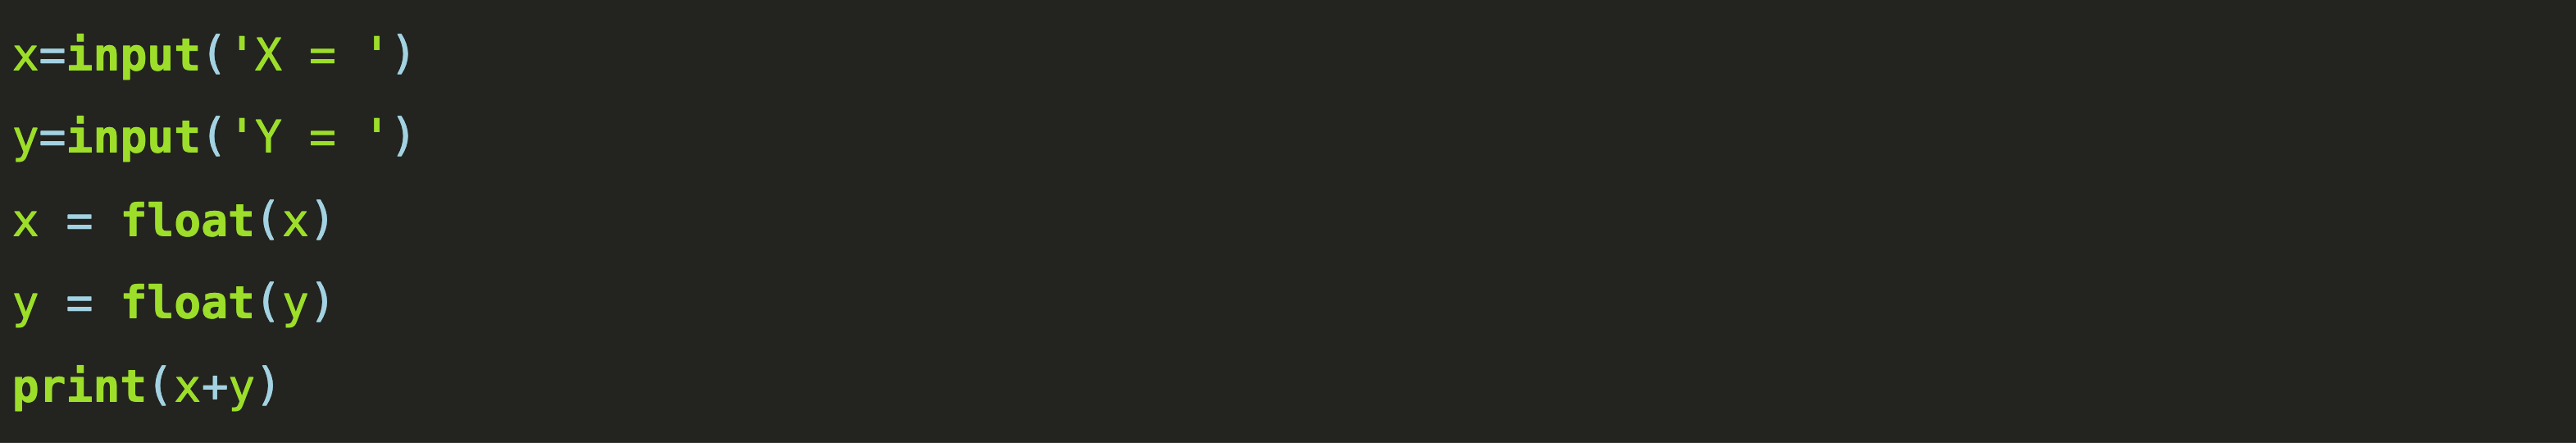 x=input('X = ')
y=input('Y = ')
x = float(x)
y = float(y)
print(x+y)